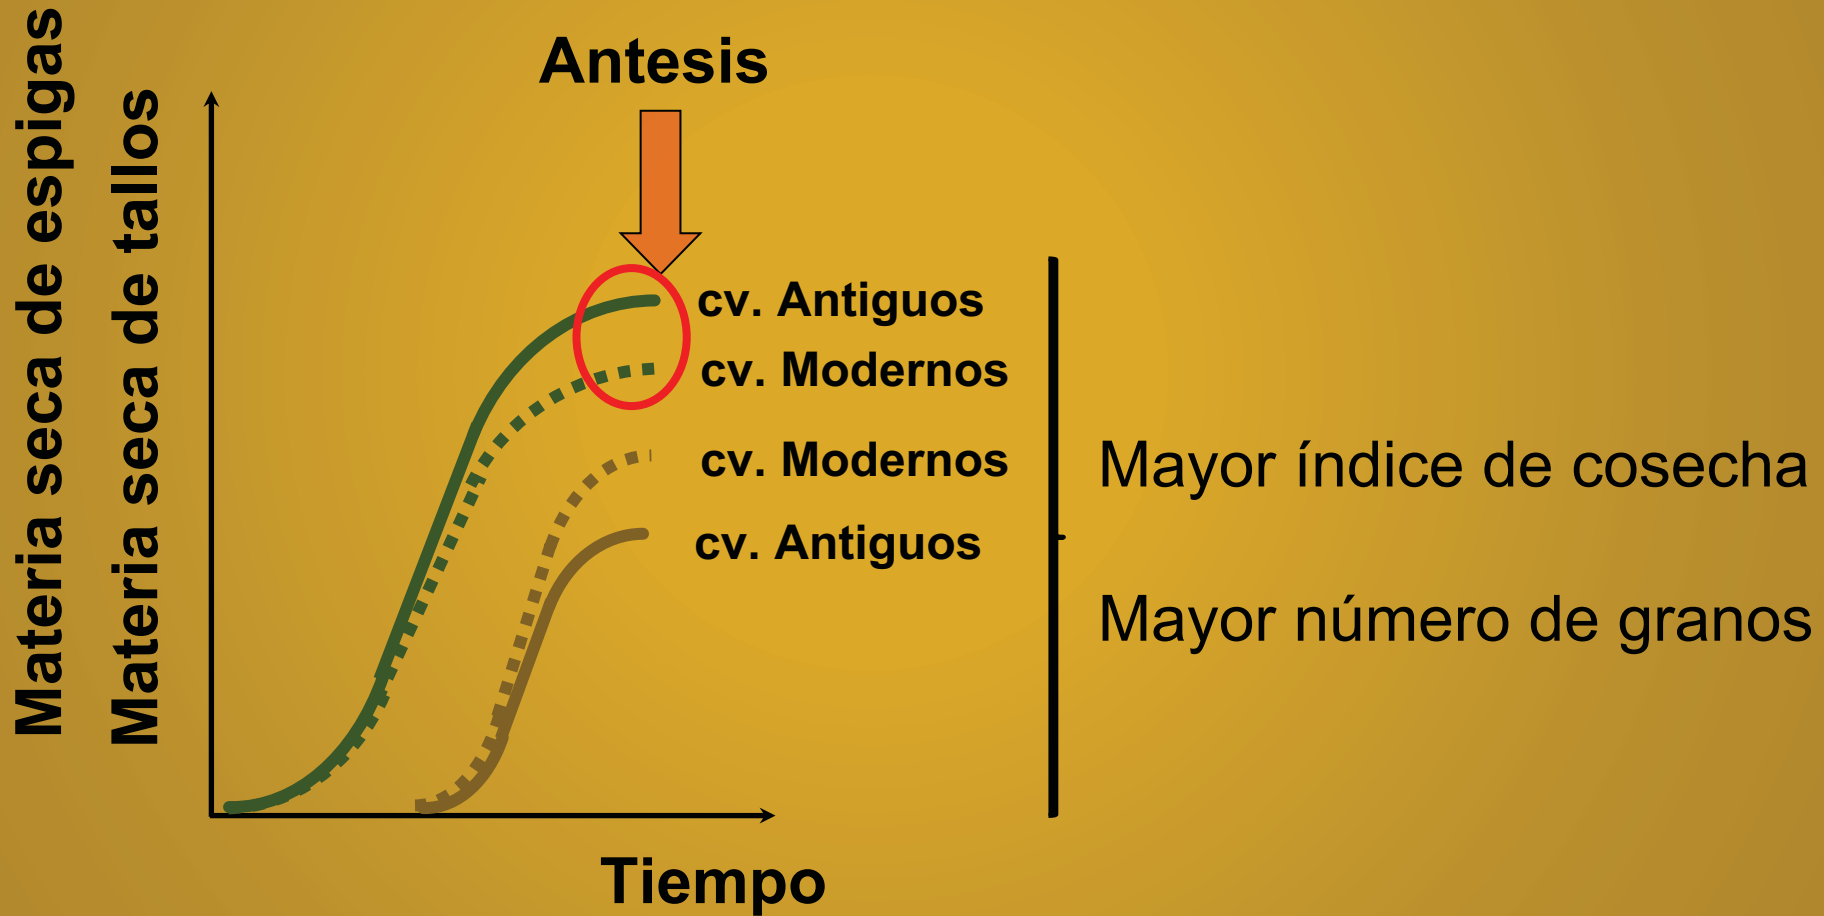 Materia seca de espigas
Materia seca de tallos
Antesis
cv. Antiguos
cv. Modernos
cv. Modernos
cv. Antiguos
Mayor índice de cosecha
Mayor número de granos
Tiempo